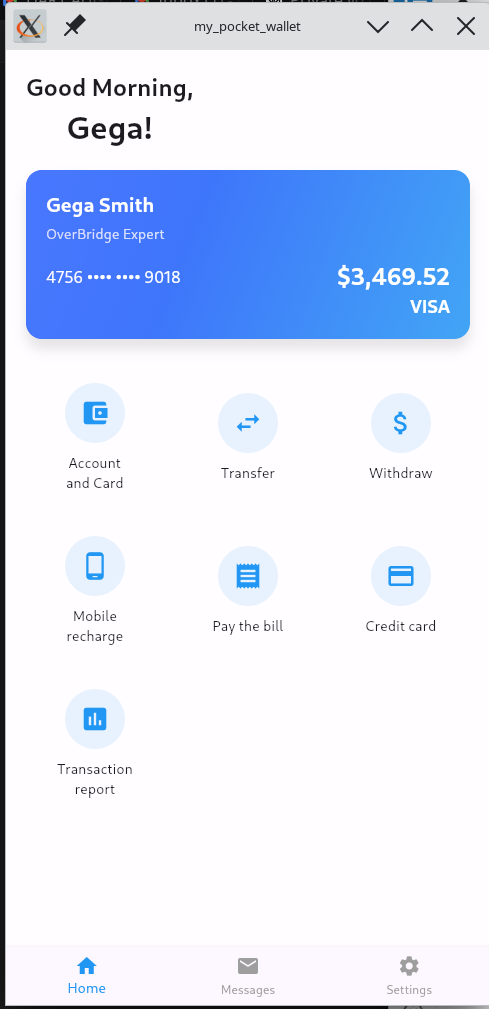 my_pocket_wallet
Good Morning,
Gega!
Gega Smith
OverBridge Expert
4756 •••• •••• 9018
$3,469.52
VISA
Account
and Card
Transfer
Withdraw
Mobile
recharge
Pay the bill
Credit card
Transaction
report
Home
Messages
Settings